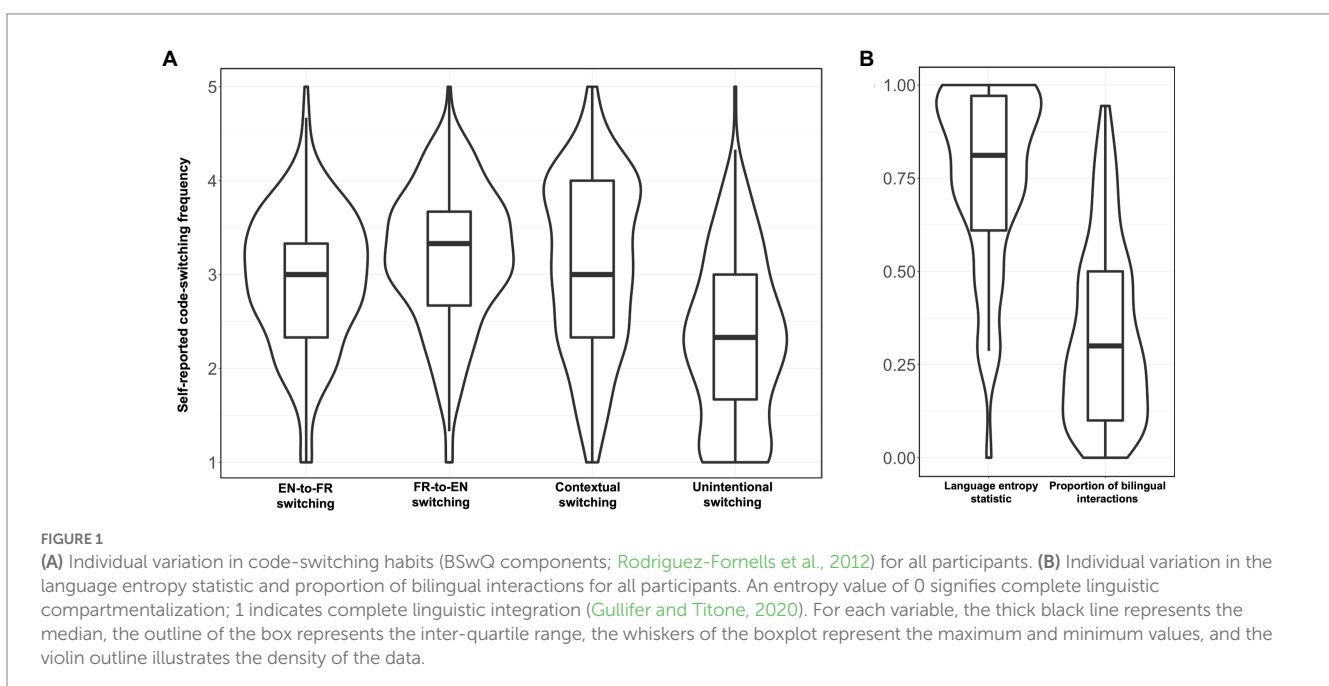 A
Self-reported code-switching frequency
5
4
3
2
1
EN-to-FR
switching
FR-to-EN
switching
Contextual
switching
Unintentional
switching
B
1.00
0.75
0.50
0.25
0.00
Language entropy
statistic
Proportion of bilingual
interactions
FIGURE 1
(A) Individual variation in code-switching habits (BSwQ components; Rodriguez-Fornells et al., 2012) for all participants. (B) Individual variation in the
language entropy statistic and proportion of bilingual interactions for all participants. An entropy value of 0 signifies complete linguistic
compartmentalization; 1 indicates complete linguistic integration (Gullifer and Titone, 2020). For each variable, the thick black line represents the
median, the outline of the box represents the inter-quartile range, the whiskers of the boxplot represent the maximum and minimum values, and the
violin outline illustrates the density of the data.